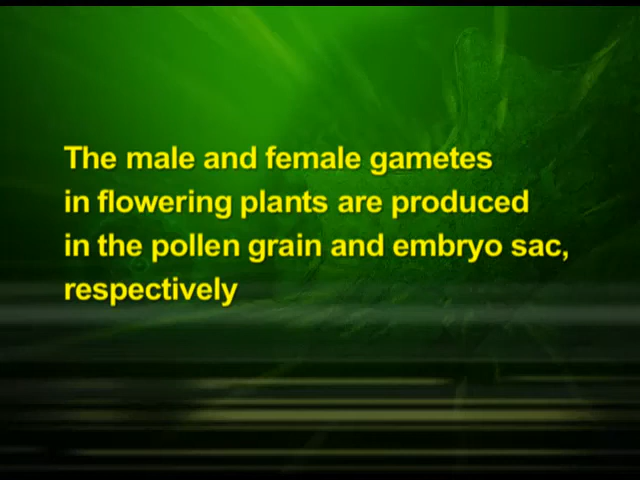 The male and female gametes
in flowering plants are produced
in the pollen grain and embryo sac,
respectively